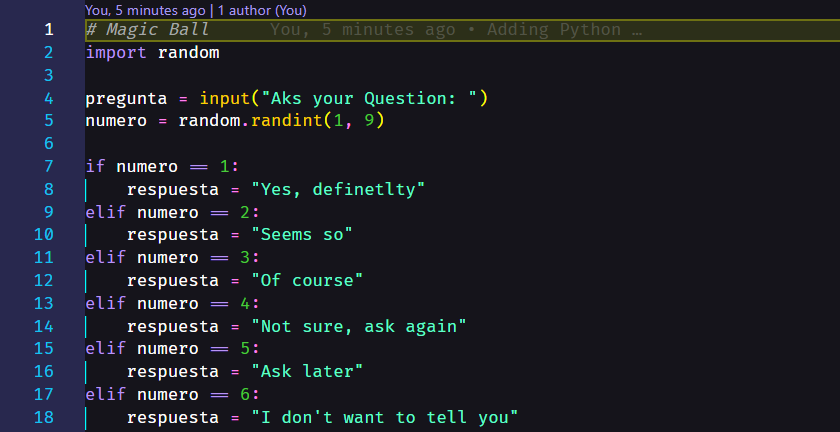 You, 5 minutes ago | 1 author (You)
1 # Magic Ball You, 5 minutes ago • Adding Python …
2 import random
3
4 pregunta = input("Aks your Question: ")
5 numero = random.randint(1, 9)
6
7 if numero == 1:
8 respuesta = "Yes, definetlty"
9 elif numero == 2:
10 respuesta = "Seems so"
11 elif numero == 3:
12 respuesta = "Of course"
13 elif numero == 4:
14 respuesta = "Not sure, ask again"
15 elif numero == 5:
16 respuesta = "Ask later"
17 elif numero == 6:
18 respuesta = "I don't want to tell you"